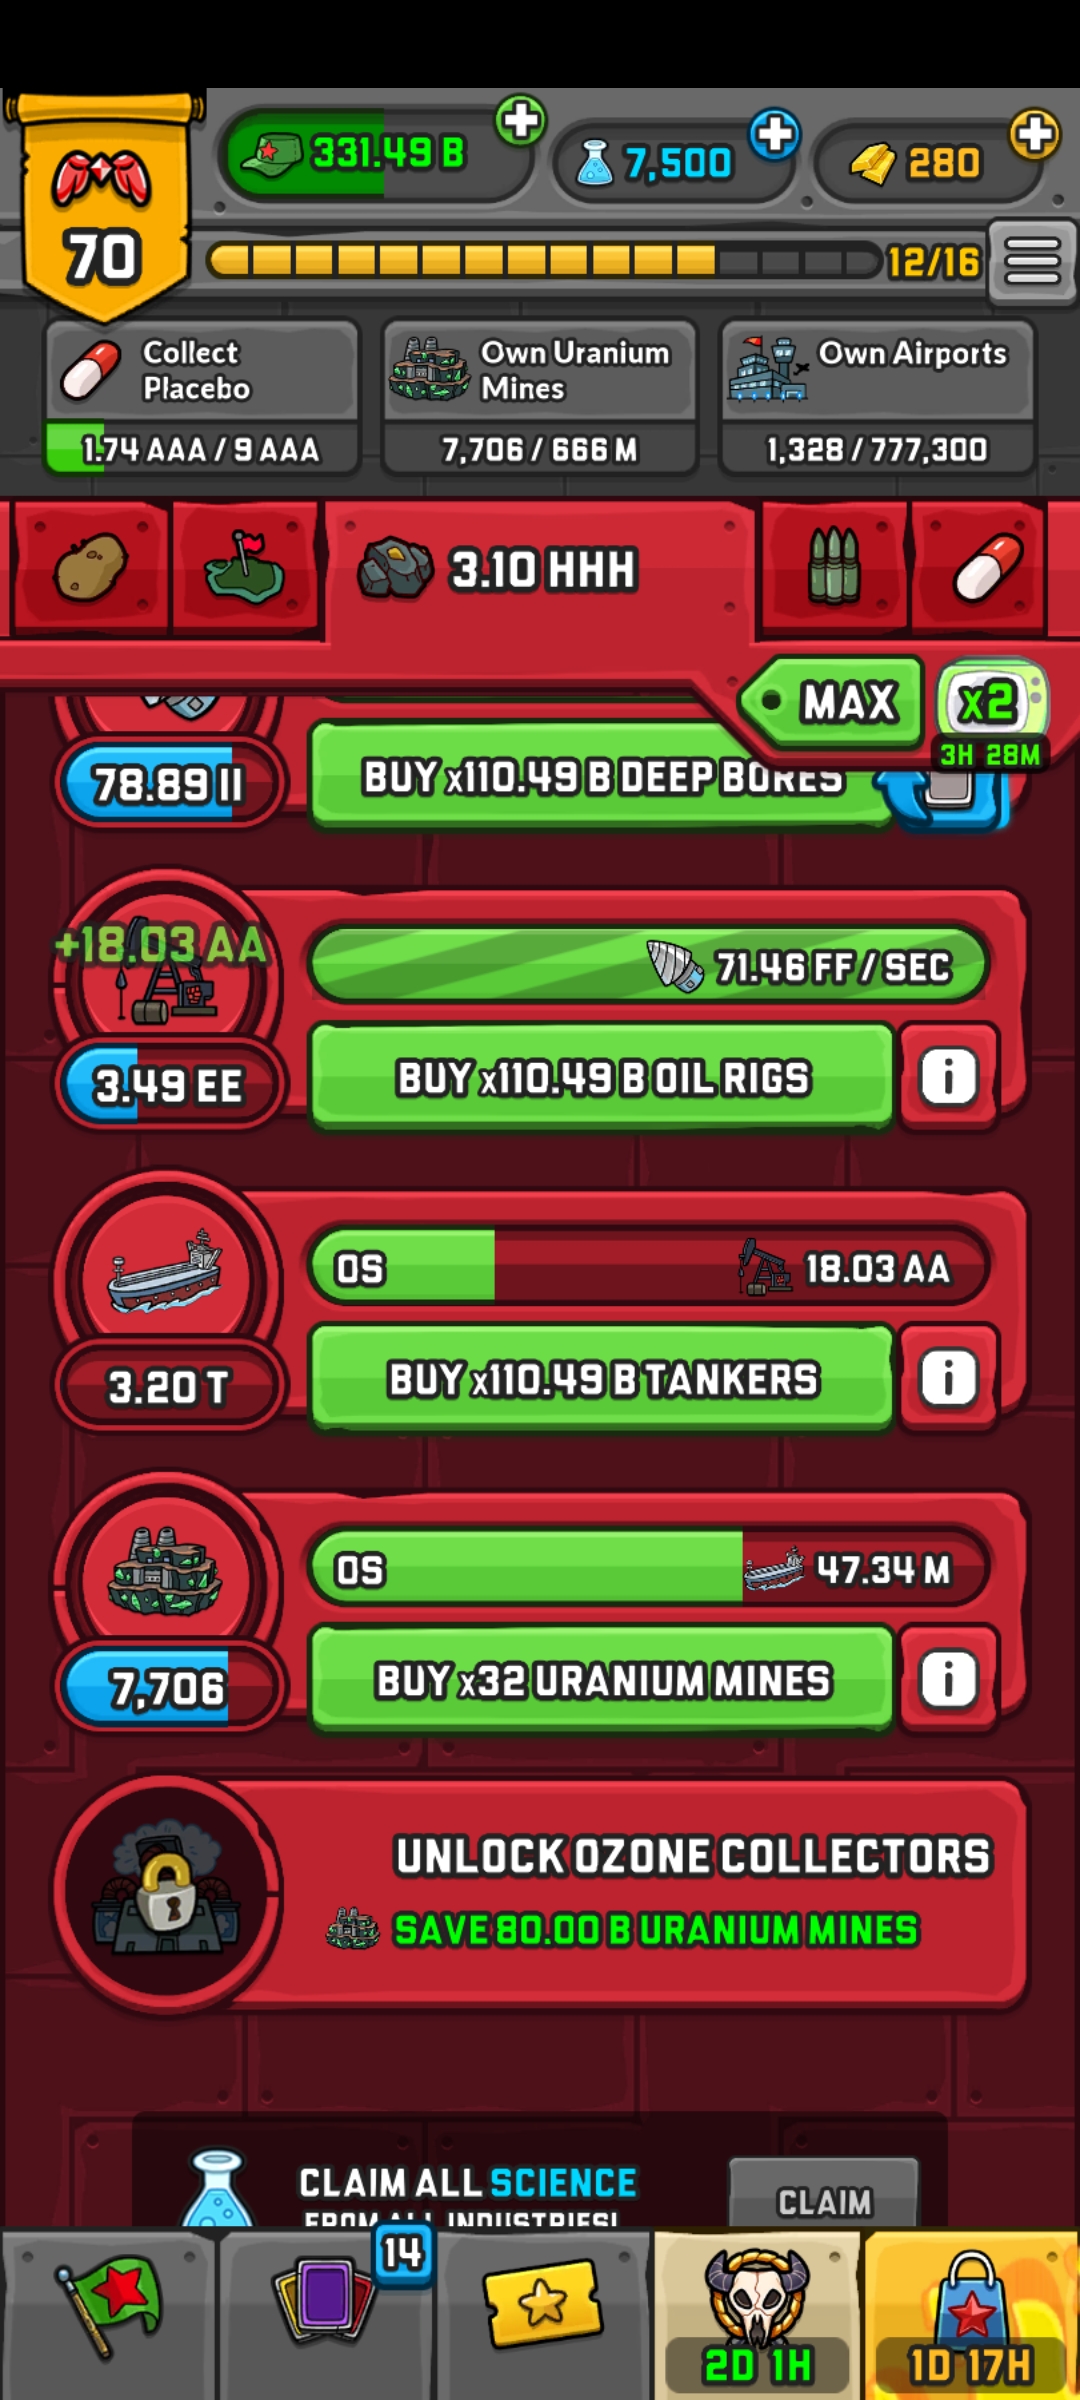 331.49 B
7,500
280
70
12/16
Collect
Placebo
1.74 AAA / 9 AAA
Own Uranium
Mines
7,706 / 666 M
Own Airports
1,328 / 777,300
3.10 HHH
MAX
x2
3H 28M
78.89 II
BUY x110.49 B DEEP BORES
+18.03 AA
71.46 FF / SEC
3.49 EE
BUY x110.49 B OIL RIGS
i
0S
18.03 AA
3.20 T
BUY x110.49 B TANKERS
i
0S
47.34 M
7,706
BUY x32 URANIUM MINES
i
UNLOCK OZONE COLLECTORS
SAVE 80.00 B URANIUM MINES
CLAIM ALL SCIENCE
FROM ALL INDUSTRIES!
CLAIM
14
2D 1H
1D 17H